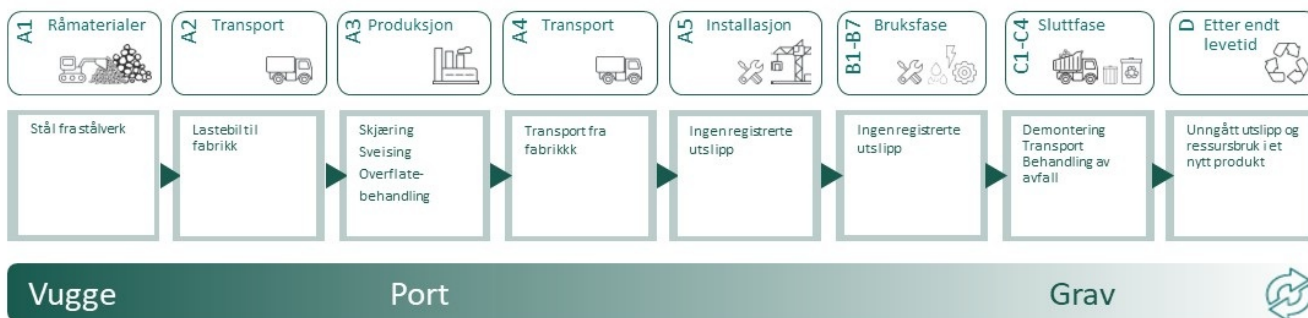 A1 Råmaterialer
A2 Transport
A3 Produksjon
A4 Transport
A5 Installasjon
B1-B7 Bruksfase
C1-C4 Sluttfase
D Etter endt
levetid
Stål fra stålverk
Lastebil til
fabrikk
Skjæring
Sveising
Overflate-
behandling
Transport fra
fabrikkk
Ingen registrerte
utslipp
Ingen registrerte
utslipp
Demontering
Transport
Behandling av
avfall
Unngått utslipp og
ressursbruk i et
nytt produkt
Vugge
Port
Grav